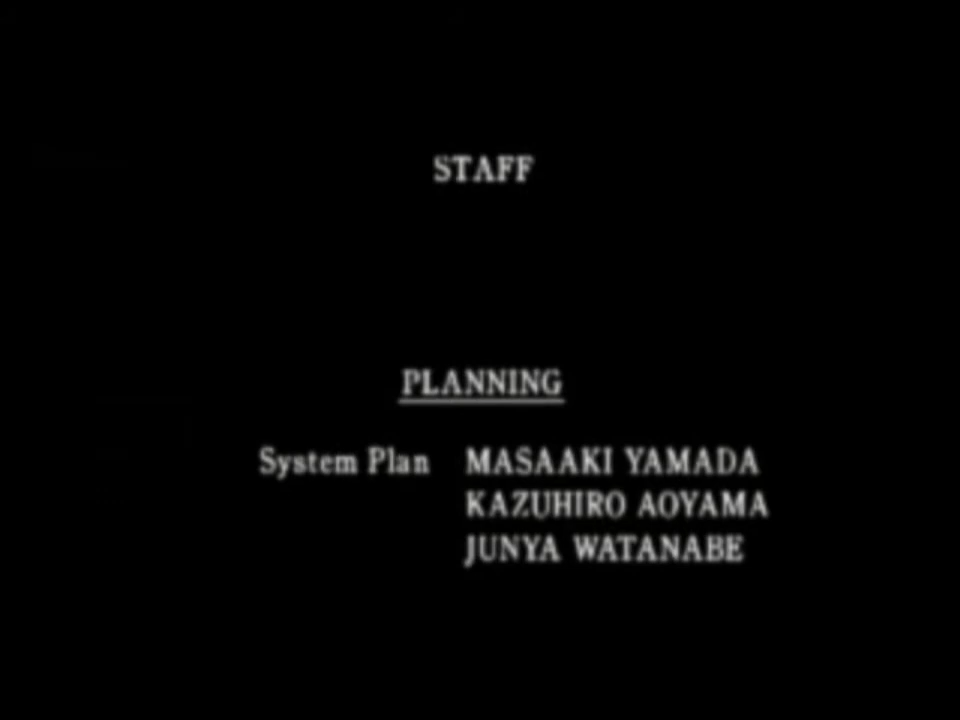 STAFF
PLANNING
System Plan MASAAKI YAMADA
KAZUHIRO AOYAMA
JUNYA WATANABE